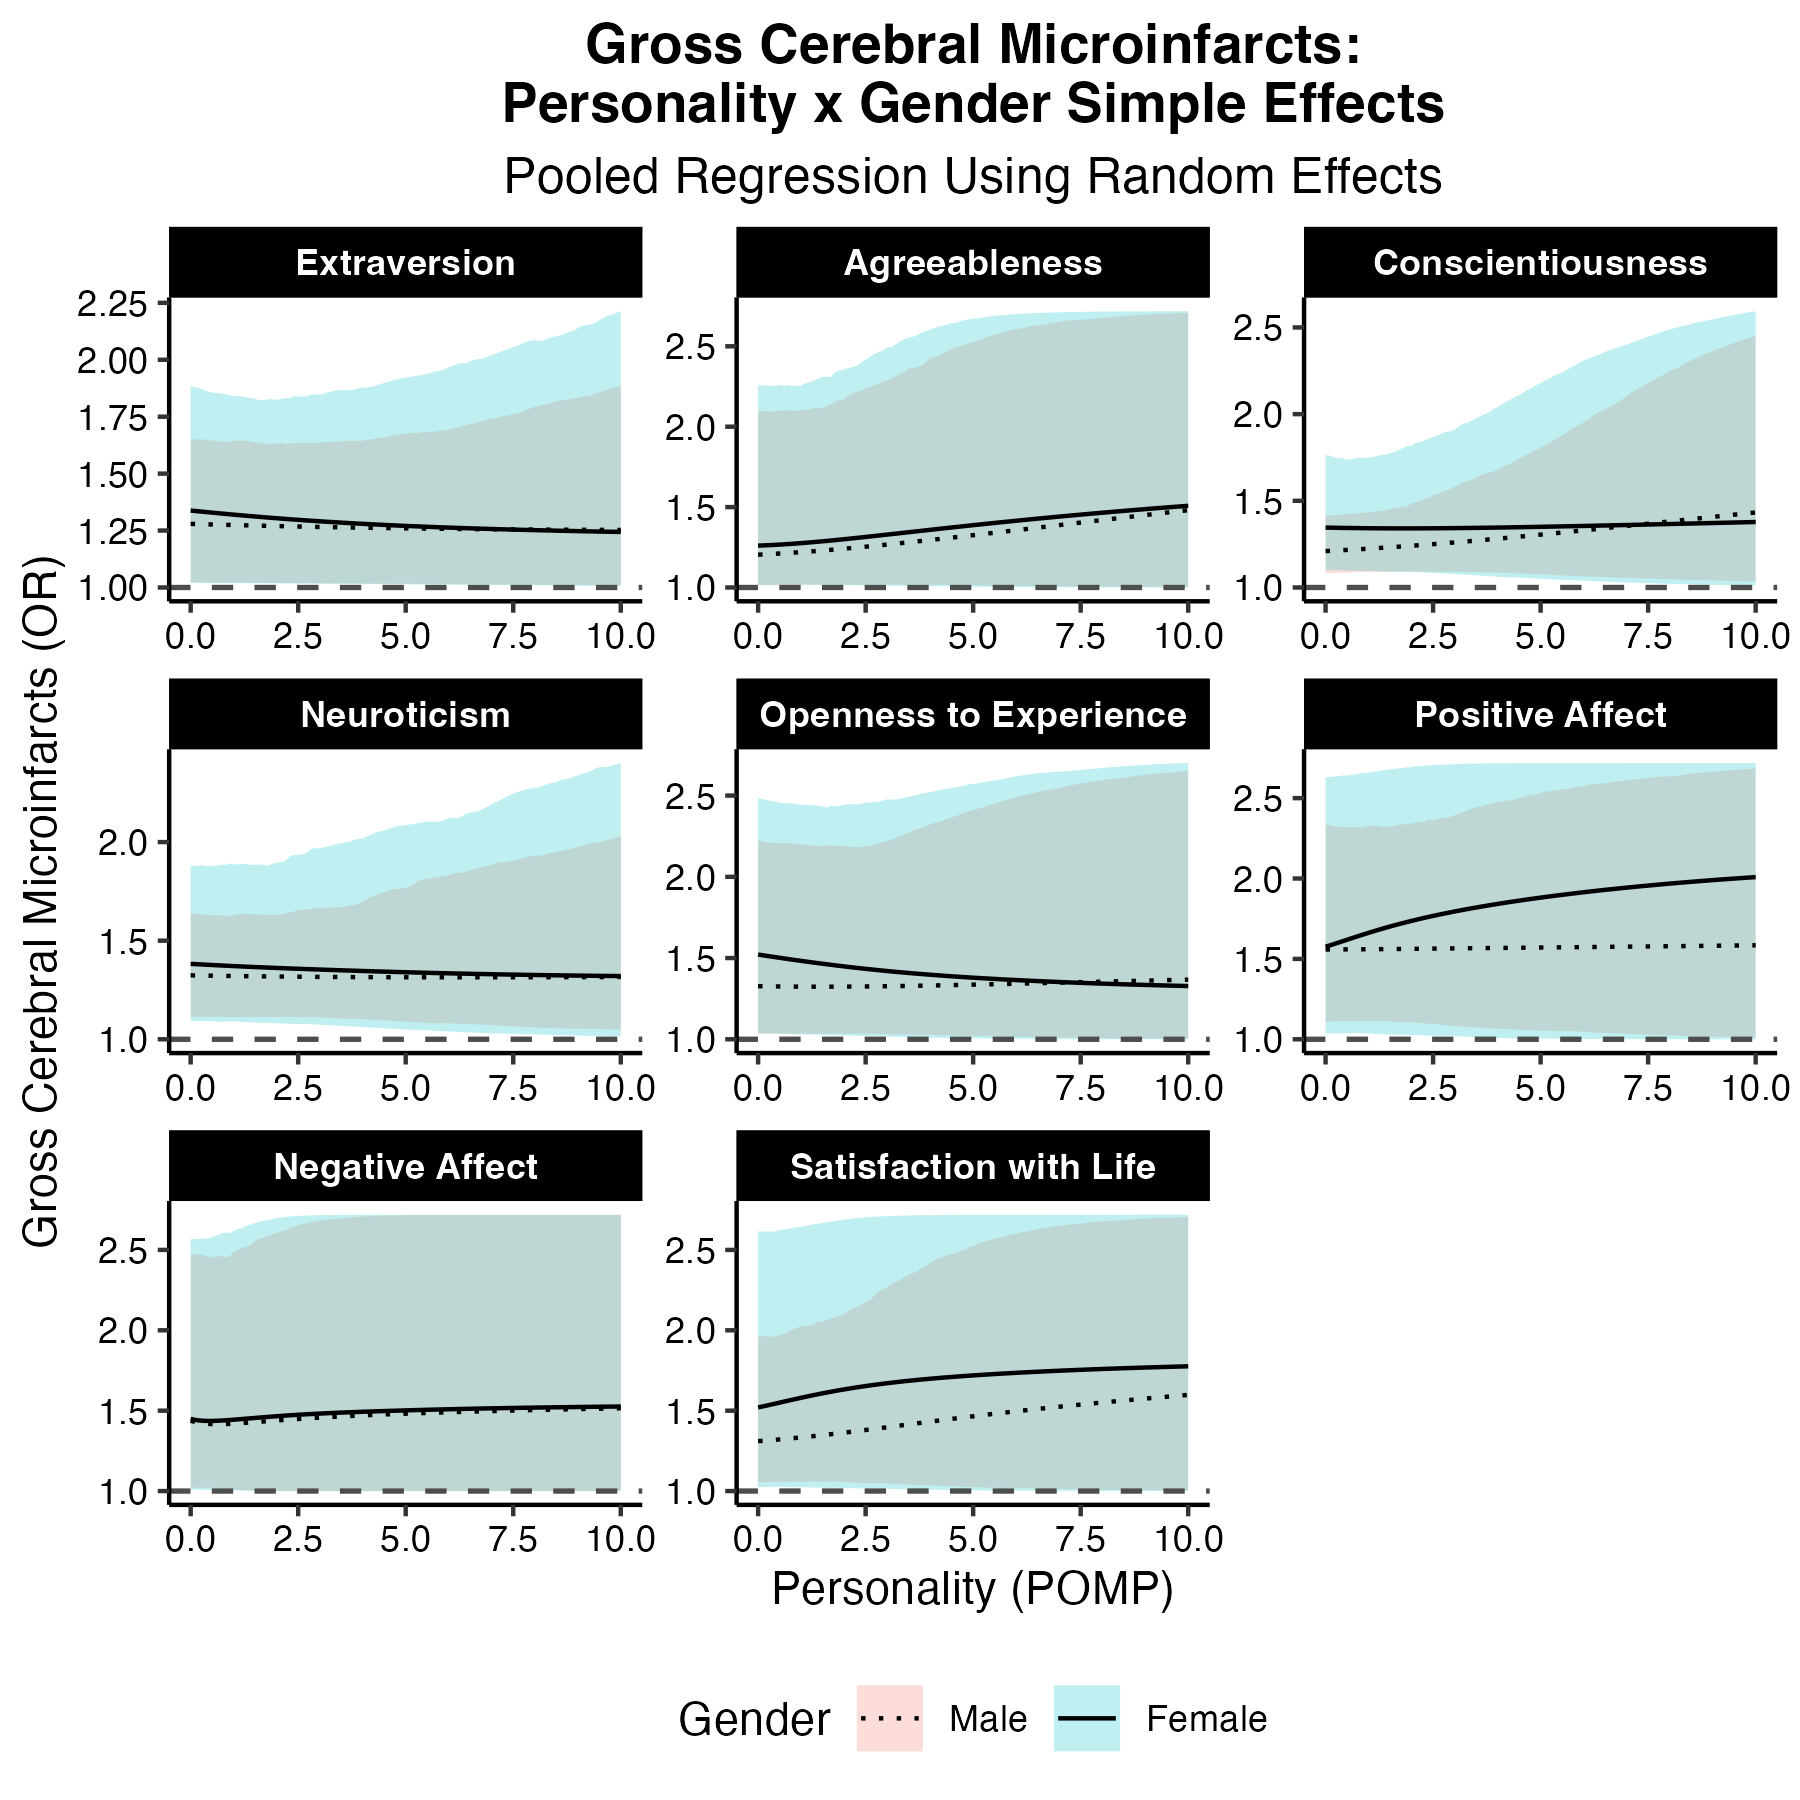 Gross Cerebral Microinfarcts:
Personality x Gender Simple Effects
Pooled Regression Using Random Effects
Gross Cerebral Microinfarcts (OR)
Extraversion
2.25
2.00
1.75
1.50
1.25
1.00
0.0 2.5 5.0 7.5 10.0
Agreeableness
2.5
2.0
1.5
1.0
0.0 2.5 5.0 7.5 10.0
Conscientiousness
2.5
2.0
1.5
1.0
0.0 2.5 5.0 7.5 10.0
Neuroticism
2.0
1.5
1.0
0.0 2.5 5.0 7.5 10.0
Openness to Experience
2.5
2.0
1.5
1.0
0.0 2.5 5.0 7.5 10.0
Positive Affect
2.5
2.0
1.5
1.0
0.0 2.5 5.0 7.5 10.0
Negative Affect
2.5
2.0
1.5
1.0
0.0 2.5 5.0 7.5 10.0
Satisfaction with Life
2.5
2.0
1.5
1.0
0.0 2.5 5.0 7.5 10.0
Personality (POMP)
Gender Male Female